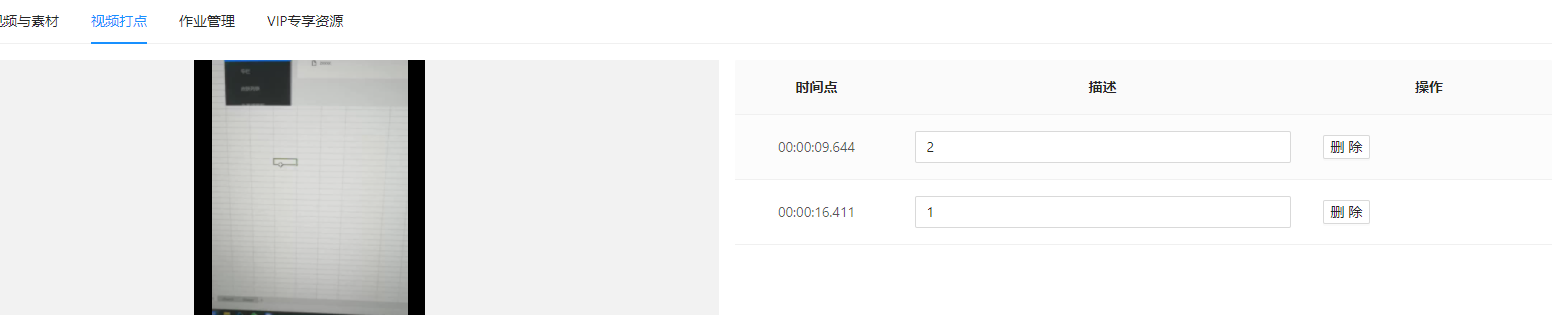 视频与素材 视频打点 作业管理 VIP专享资源
时间点 描述 操作
00:00:09.644 2 删 除
00:00:16.411 1 删 除